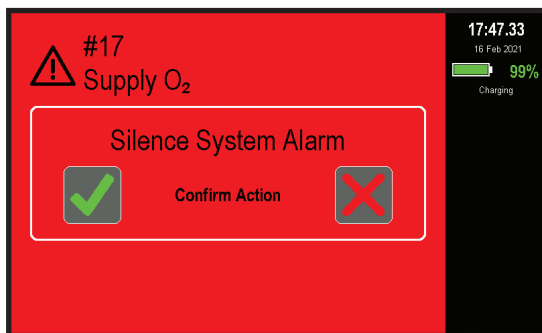 #17
Supply O₂
Silence System Alarm
Confirm Action
17:47.33
16 Feb 2021
99%
Charging